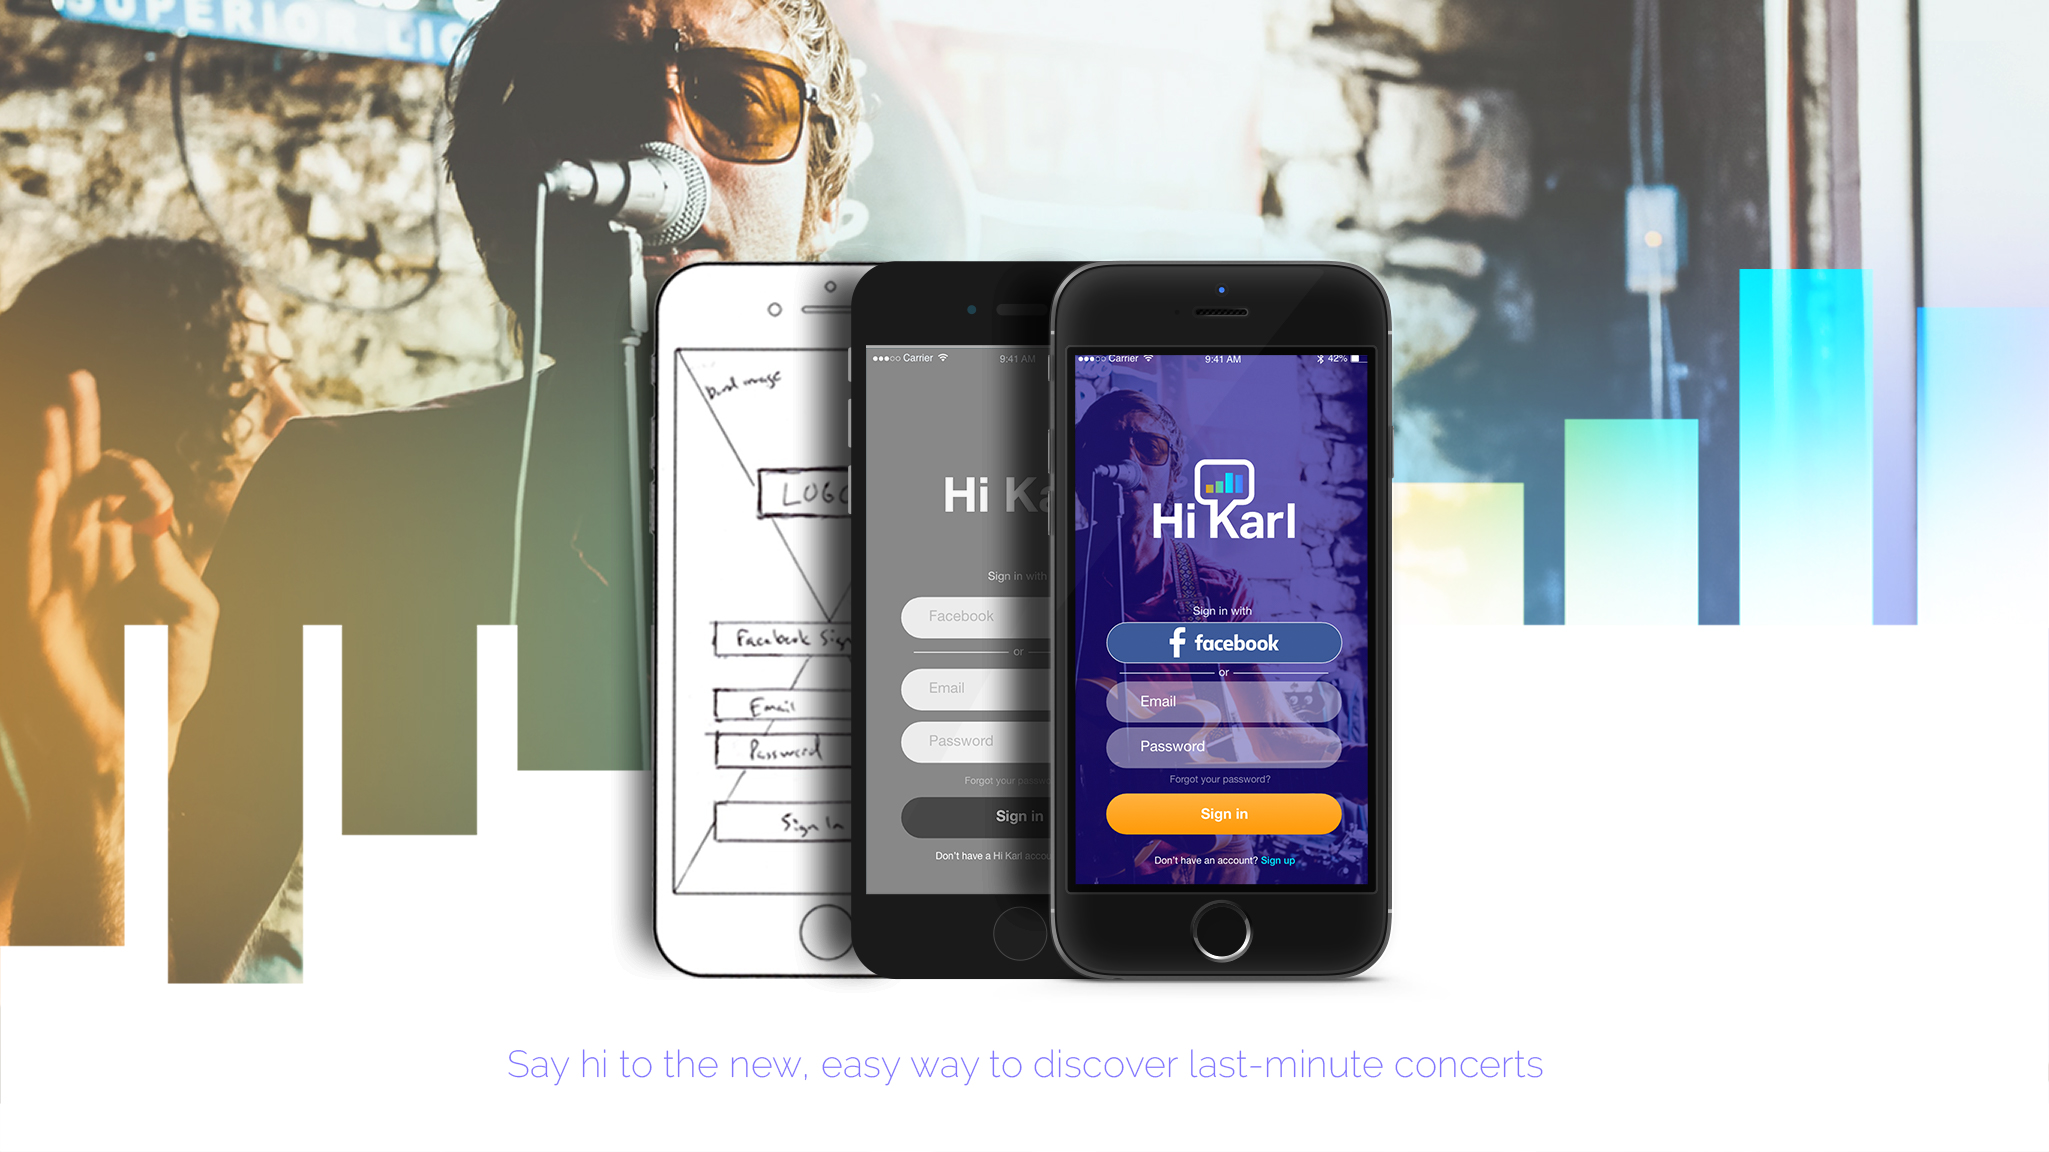 SUPERIOR LIG
Band image
LOGO
Facebook Sign
Email
Password
Sign In
Carrier
9:41 AM
Hi Ka
Sign in with
Facebook
or
Email
Password
Forgot your passwo
Sign in
Don't have a Hi Karl accou
Carrier 9:41 AM 42%
Hi Karl
Sign in with
f facebook
or
Email
Password
Forgot your password?
Sign in
Don't have an account? Sign up
Say hi to the new, easy way to discover last-minute concerts